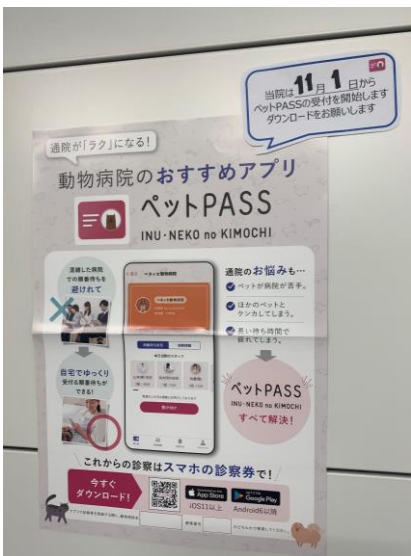 当院は11月1日から
ペットPASSの受付を開始します
ダウンロードをお願いします
通院が「ラク」になる!
動物病院のおすすめアプリ
ペットPASS
INU-NEKO no KIMOCHI
混雑した病院
での順番待ちを
避けれて
自宅でゆっくり
受付&順番待ちが
できる!
通院のお悩みも…
ペットが病院が苦手。
ほかのペットと
ケンカしてしまう。
長い待ち時間で
疲れてしまう。
ペットPASS
INU-NEKO no KIMOCHI
すべて解決!
これからの診察はスマホの診察券で!
今すぐ
ダウンロード!
App Store
iOS11以上
Google Play
Android6以降